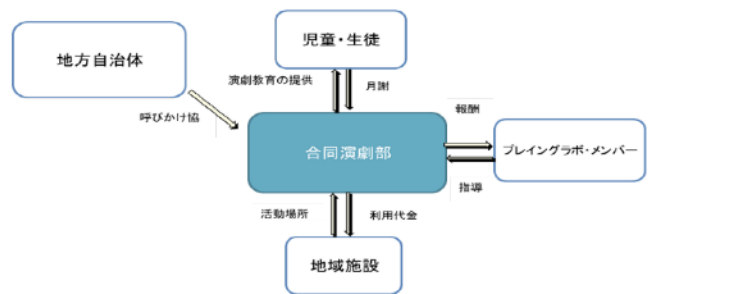 児童・生徒
地方自治体
演劇教育の提供
月謝
呼びかけ協
報酬
合同演劇部
プレイングラボ・メンバー
指導
活動場所
利用代金
地域施設